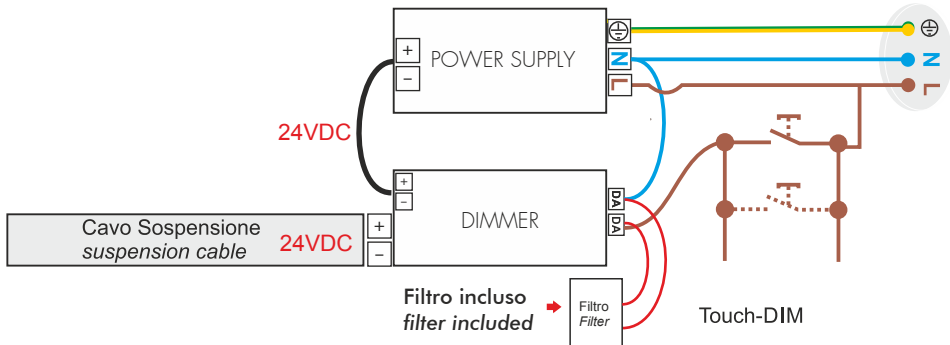 POWER SUPPLY
+
−
N
L
N
L
24VDC
+
−
DIMMER
DA
DA
Cavo Sospensione
suspension cable
24VDC
+
−
Filtro incluso
filter included
Filtro
Filter
Touch-DIM